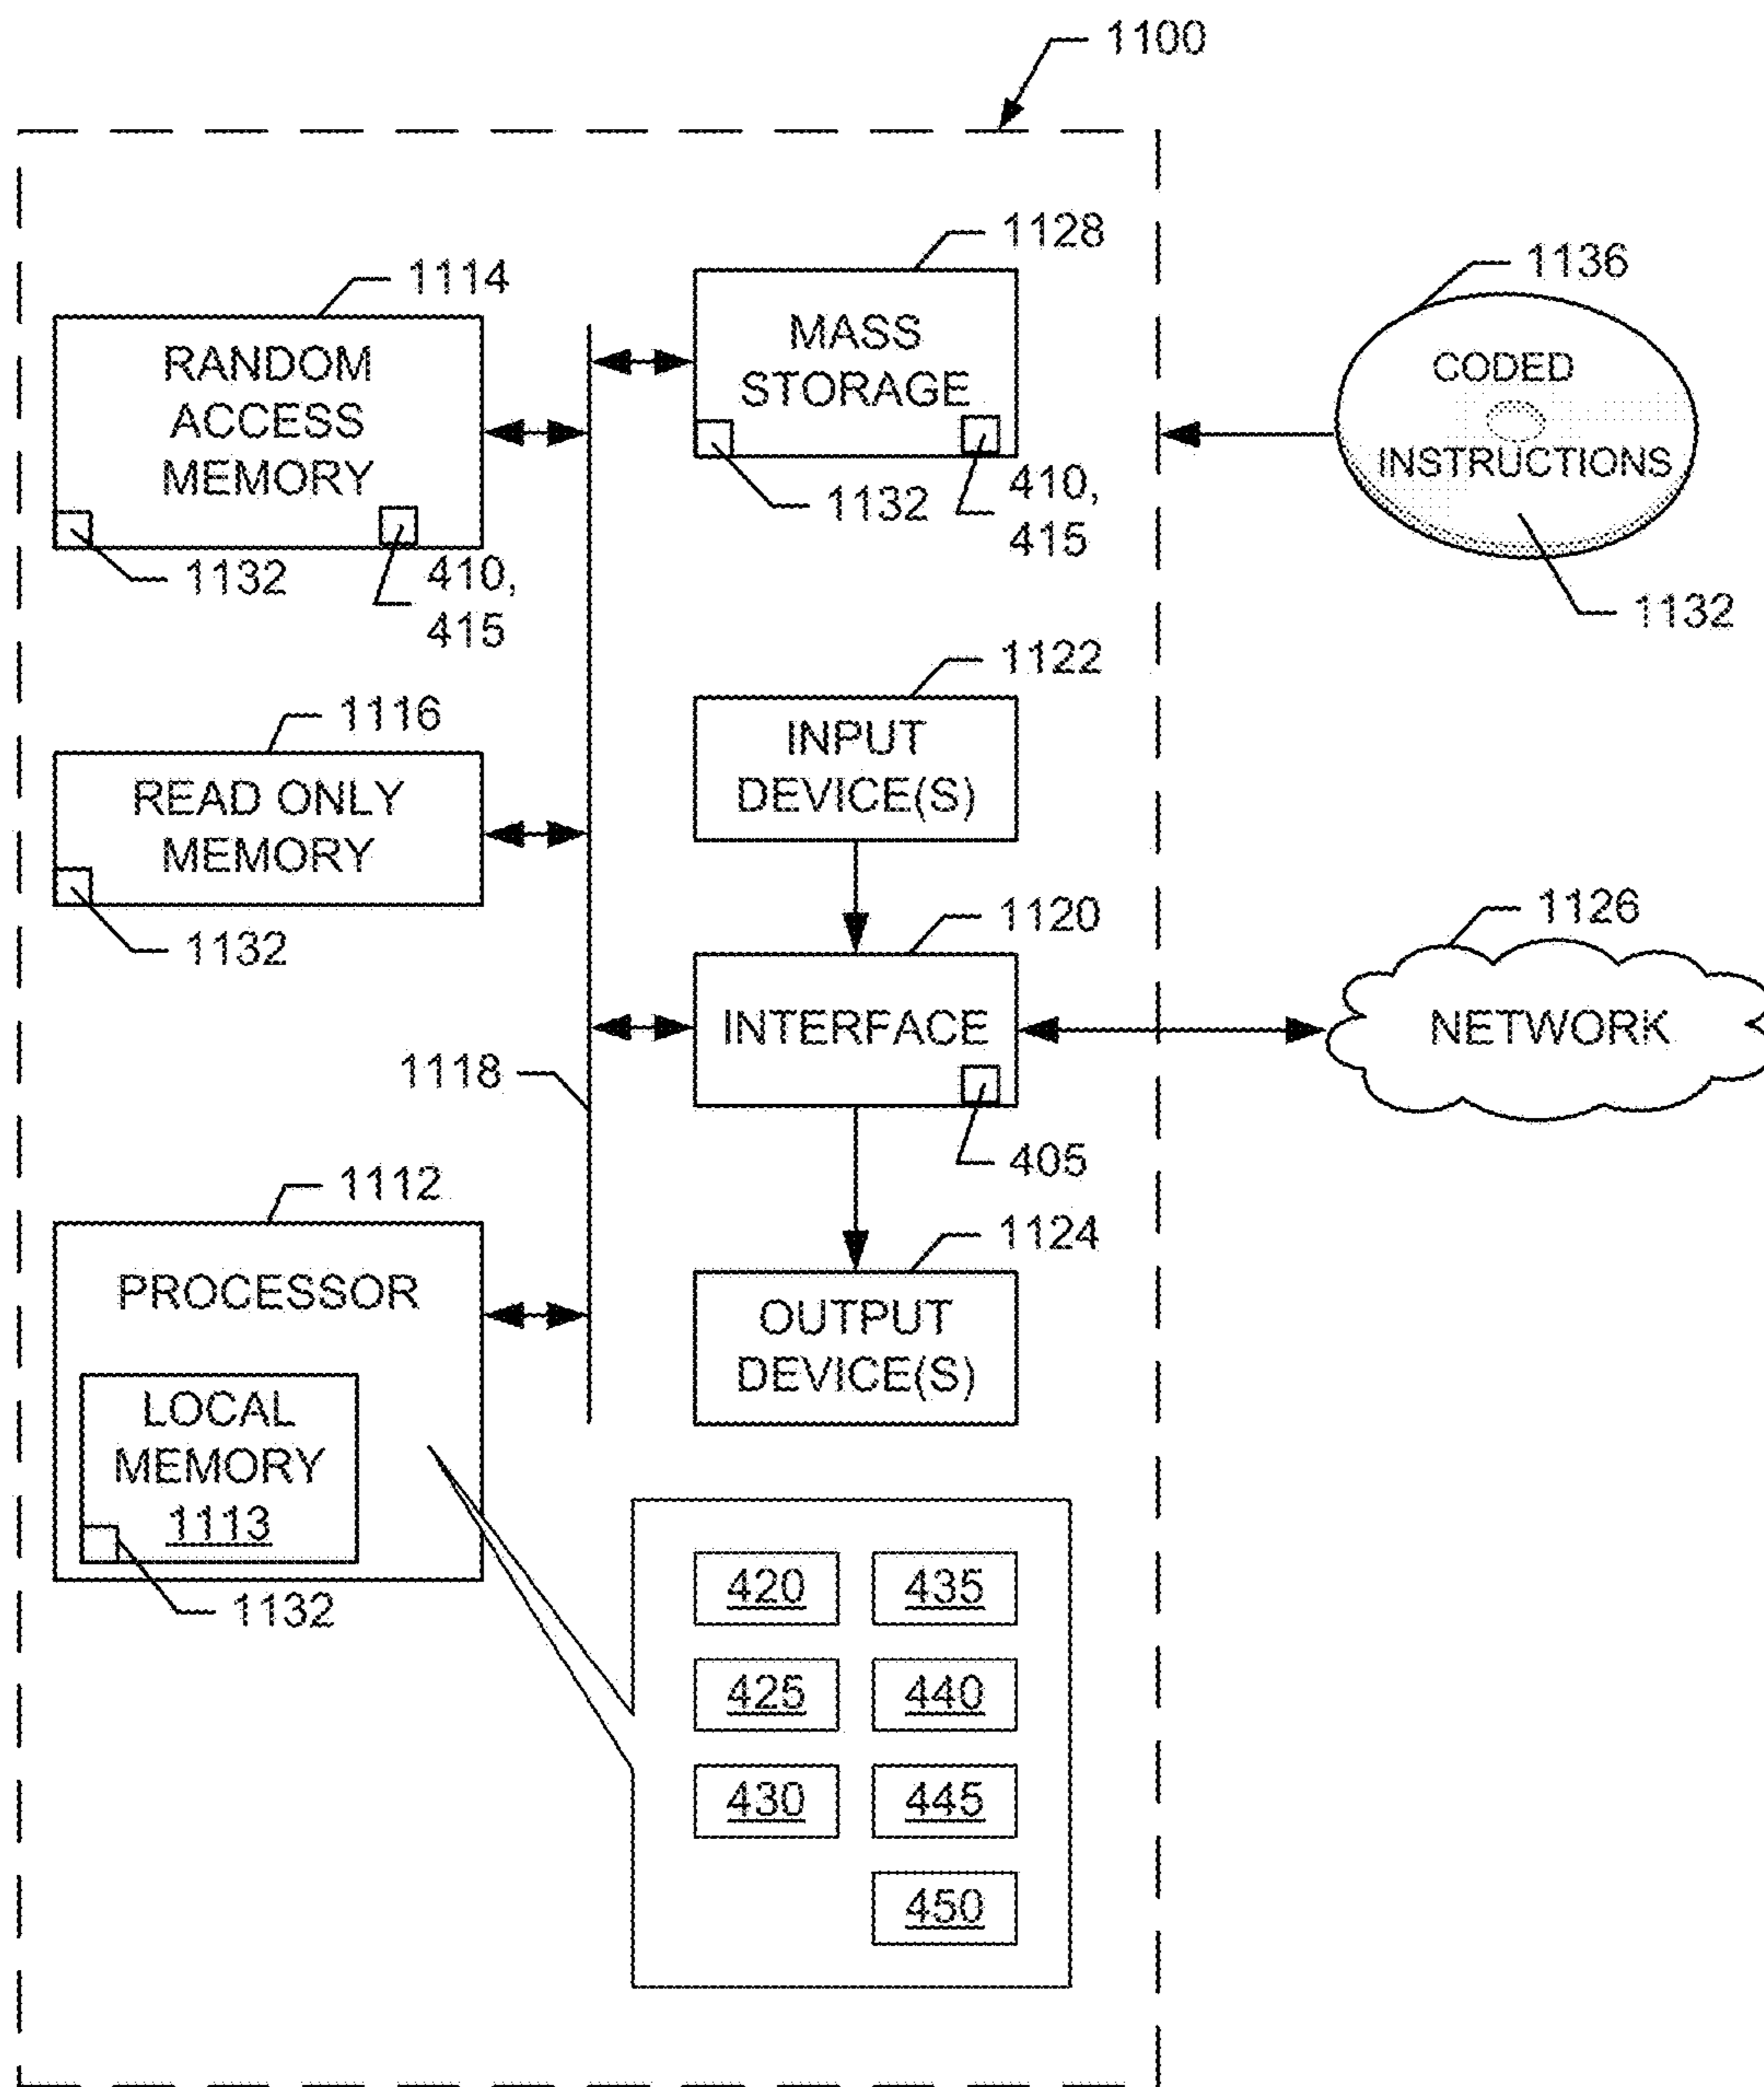 1100
1128
1114
1136
MASS
STORAGE
RANDOM
ACCESS
MEMORY
CODED
INSTRUCTIONS
1132
410,
415
1132
410,
415
1132
1122
1116
INPUT
DEVICE(S)
READ ONLY
MEMORY
1132
1120
1126
INTERFACE
NETWORK
1118
405
1112
1124
PROCESSOR
OUTPUT
DEVICE(S)
LOCAL
MEMORY
1113
1132
420
435
425
440
430
445
450